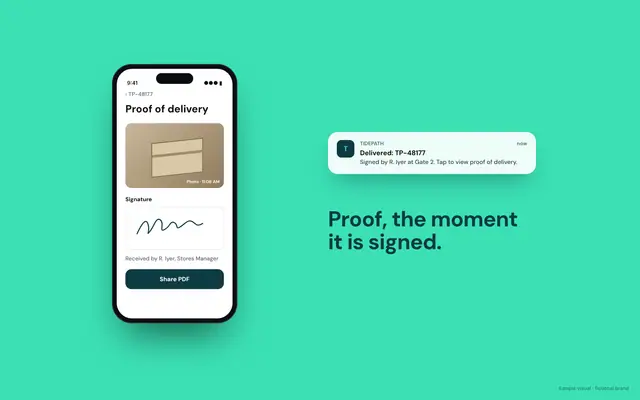 9:41
‹ TP-48177
Proof of delivery
Photo · 11:08 AM
Signature
Received by R. Iyer, Stores Manager
Share PDF
T
TIDEPATH
now
Delivered: TP-48177
Signed by R. Iyer at Gate 2. Tap to view proof of delivery.
Proof, the moment
it is signed.
Sample visual · Fictional brand